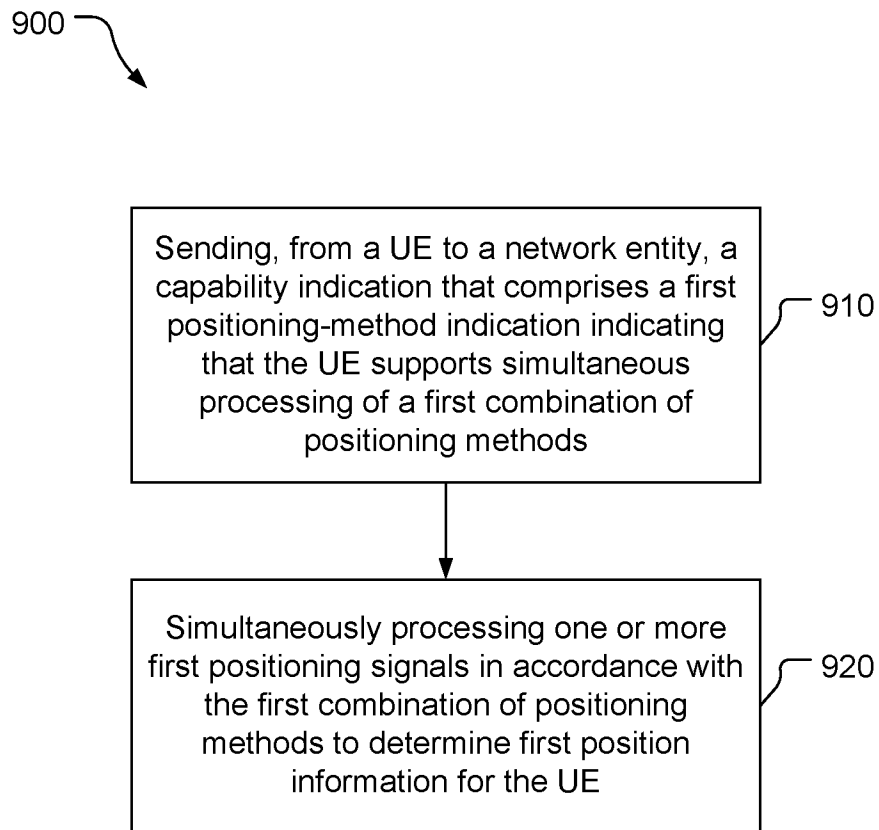 900
Sending, from a UE to a network entity, a
capability indication that comprises a first
positioning-method indication indicating
that the UE supports simultaneous
processing of a first combination of
positioning methods
910
Simultaneously processing one or more
first positioning signals in accordance with
the first combination of positioning
methods to determine first position
information for the UE
920